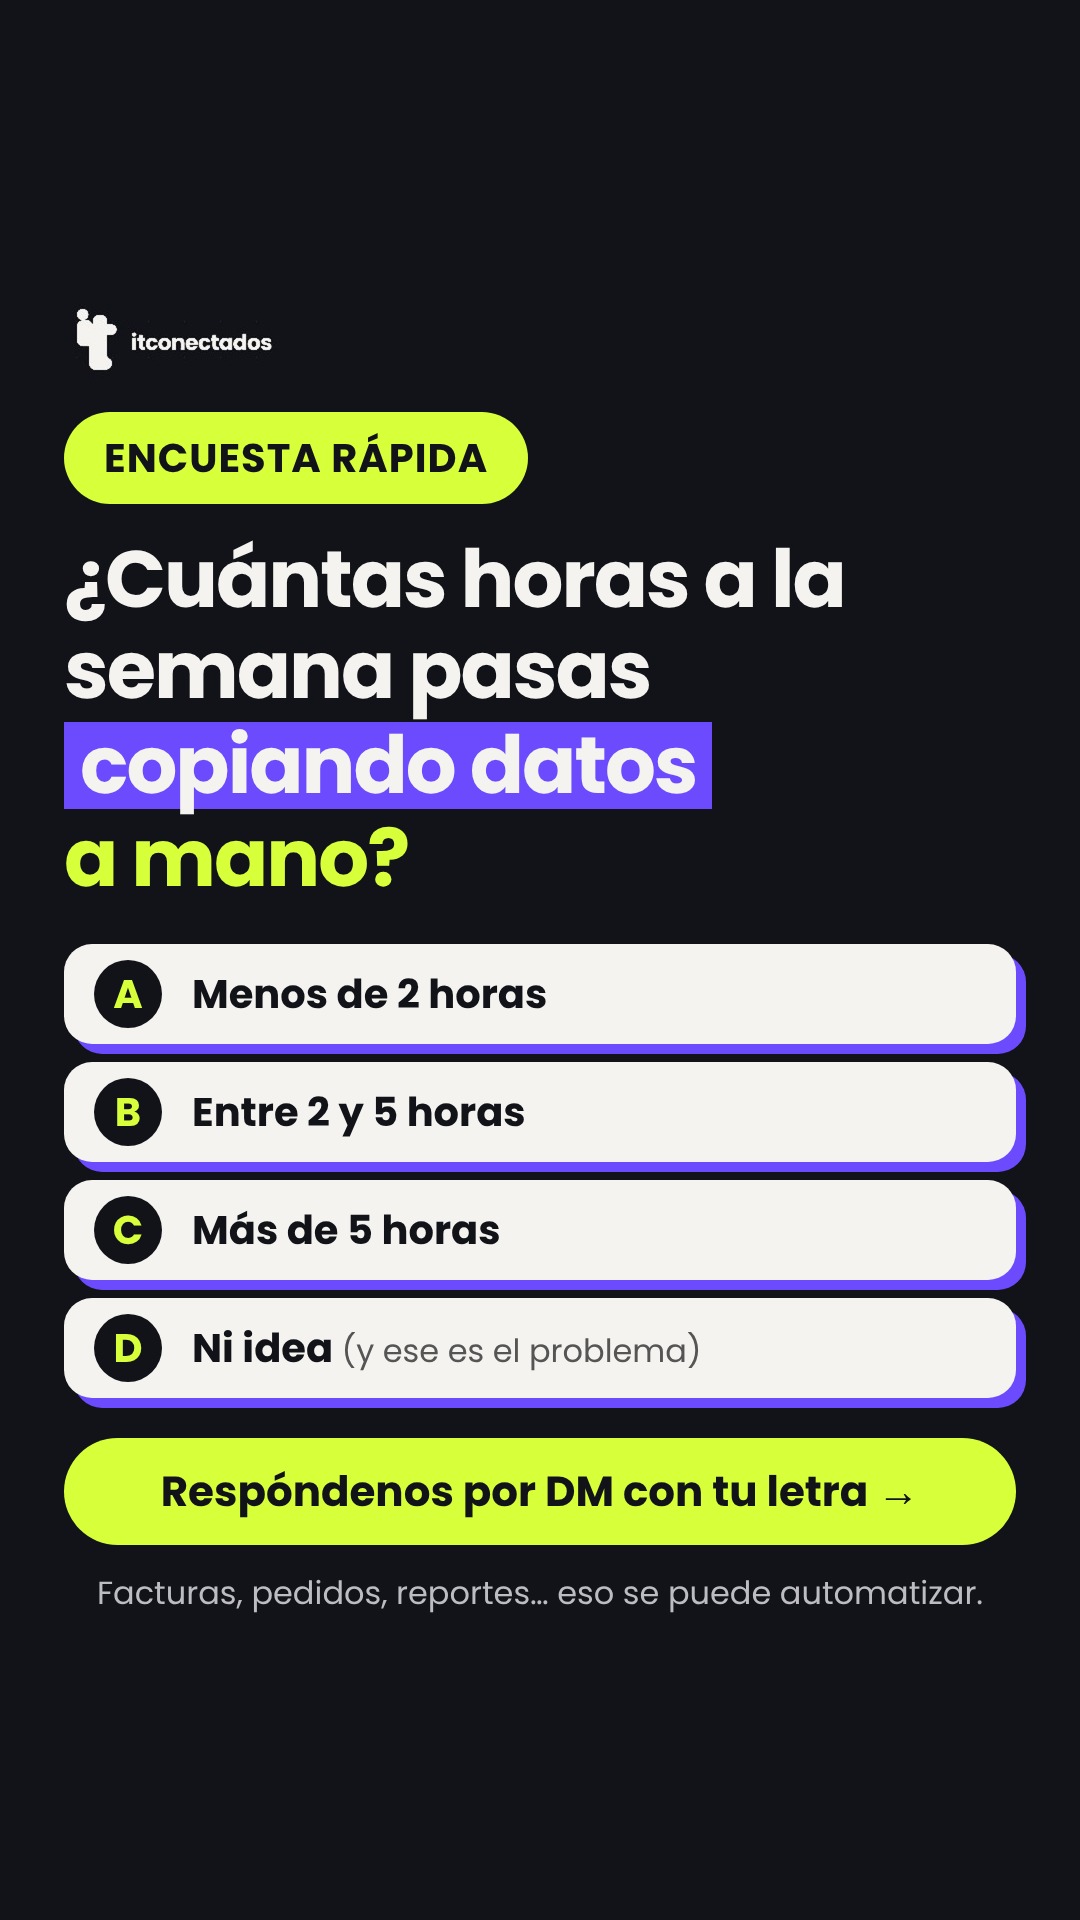 itconectados
ENCUESTA RÁPIDA
¿Cuántas horas a la
semana pasas
copiando datos
a mano?
A Menos de 2 horas
B Entre 2 y 5 horas
C Más de 5 horas
D Ni idea (y ese es el problema)
Respóndenos por DM con tu letra →
Facturas, pedidos, reportes... eso se puede automatizar.